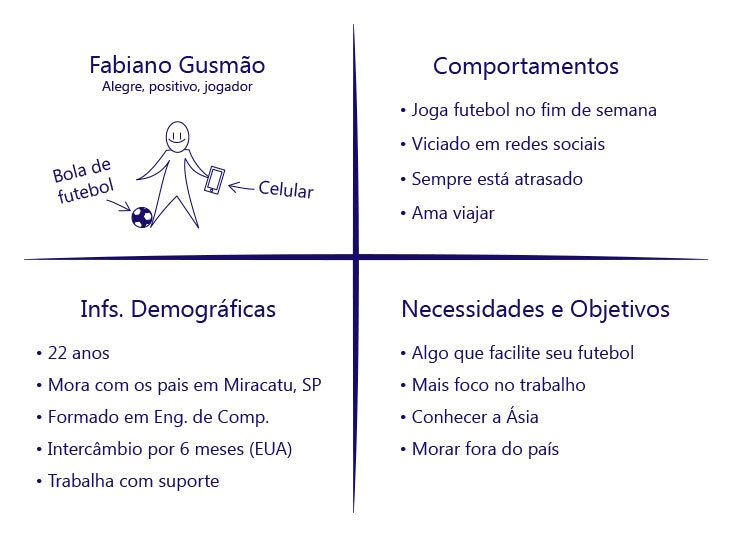 Fabiano Gusmão
Alegre, positivo, jogador
Bola de
futebol
Celular
Comportamentos
• Joga futebol no fim de semana
• Viciado em redes sociais
• Sempre está atrasado
• Ama viajar
Infs. Demográficas
• 22 anos
• Mora com os pais em Miracatu, SP
• Formado em Eng. de Comp.
• Intercâmbio por 6 meses (EUA)
• Trabalha com suporte
Necessidades e Objetivos
• Algo que facilite seu futebol
• Mais foco no trabalho
• Conhecer a Ásia
• Morar fora do país